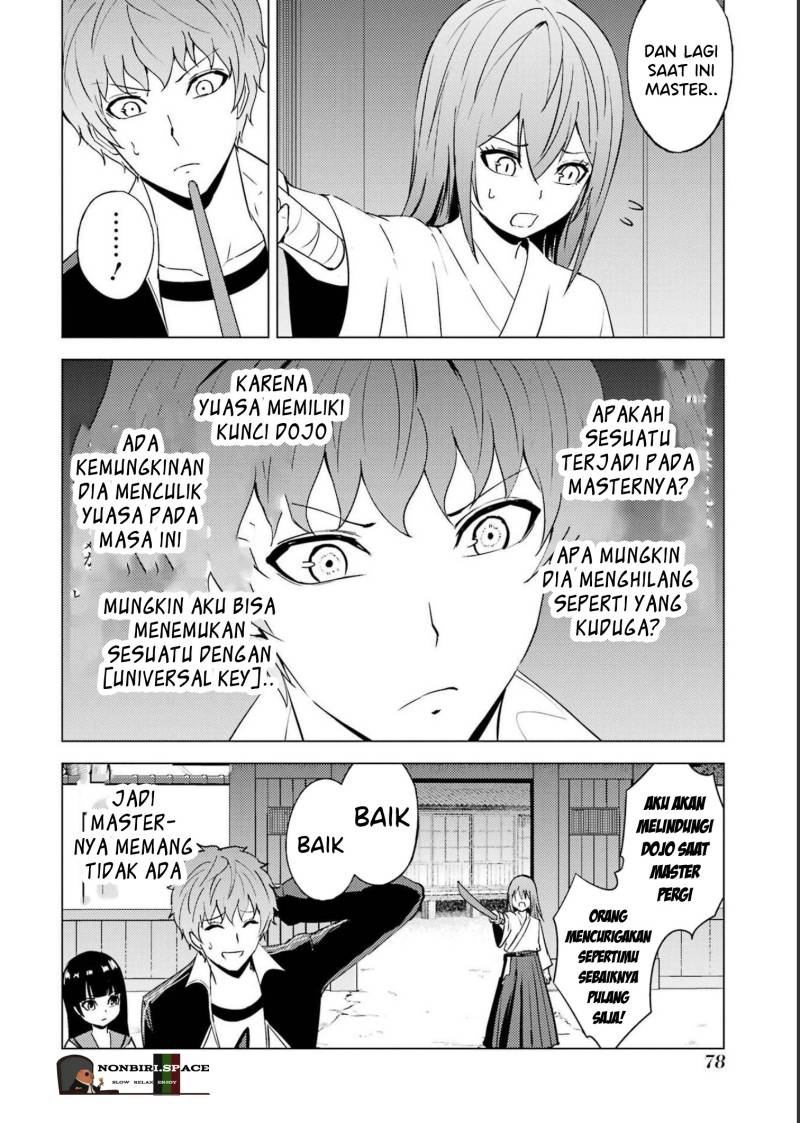 DAN LAGI
SAAT INI
MASTER..
......!
APAKAH
SESUATU
TERJADI PADA
MASTERNYA?
KARENA
YUASA MEMILIKI
KUNCI DOJO
ADA
KEMUNGKINAN
DIA MENCULIK
YUASA PADA
MASA INI
APA MUNGKIN
DIA MENGHILANG
SEPERTI YANG
KUDUGA?
MUNGKIN AKU BISA
MENEMUKAN
SESUATU DENGAN
[UNIVERSAL KEY]..
AKU AKAN
MELINDUNGI
DOJO SAAT
MASTER
PERGI
ORANG
MENCURIGAKAN
SEPERTIMU
SEBAIKNYA
PULANG
SAJA!
BAIK
BAIK
JADI
「MASTER-
NYA MEMANG
TIDAK ADA
78
NONBIRI.SPACE
SLOW RELAX ENJOY